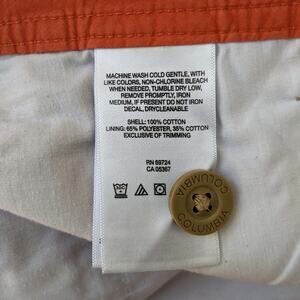 MACHINE WASH COLD GENTLE, WITH
LIKE COLORS, NON-CHLORINE BLEACH
WHEN NEEDED, TUMBLE DRY LOW,
REMOVE PROMPTLY, IRON
MEDIUM, IF PRESENT DO NOT IRON
DECAL, DRYCLEANABLE
SHELL: 100% COTTON
LINING: 65% POLYESTER, 35% COTTON
EXCLUSIVE OF TRIMMING
RN 69724
CA 05367
COLUMBIA
COLUMBIA